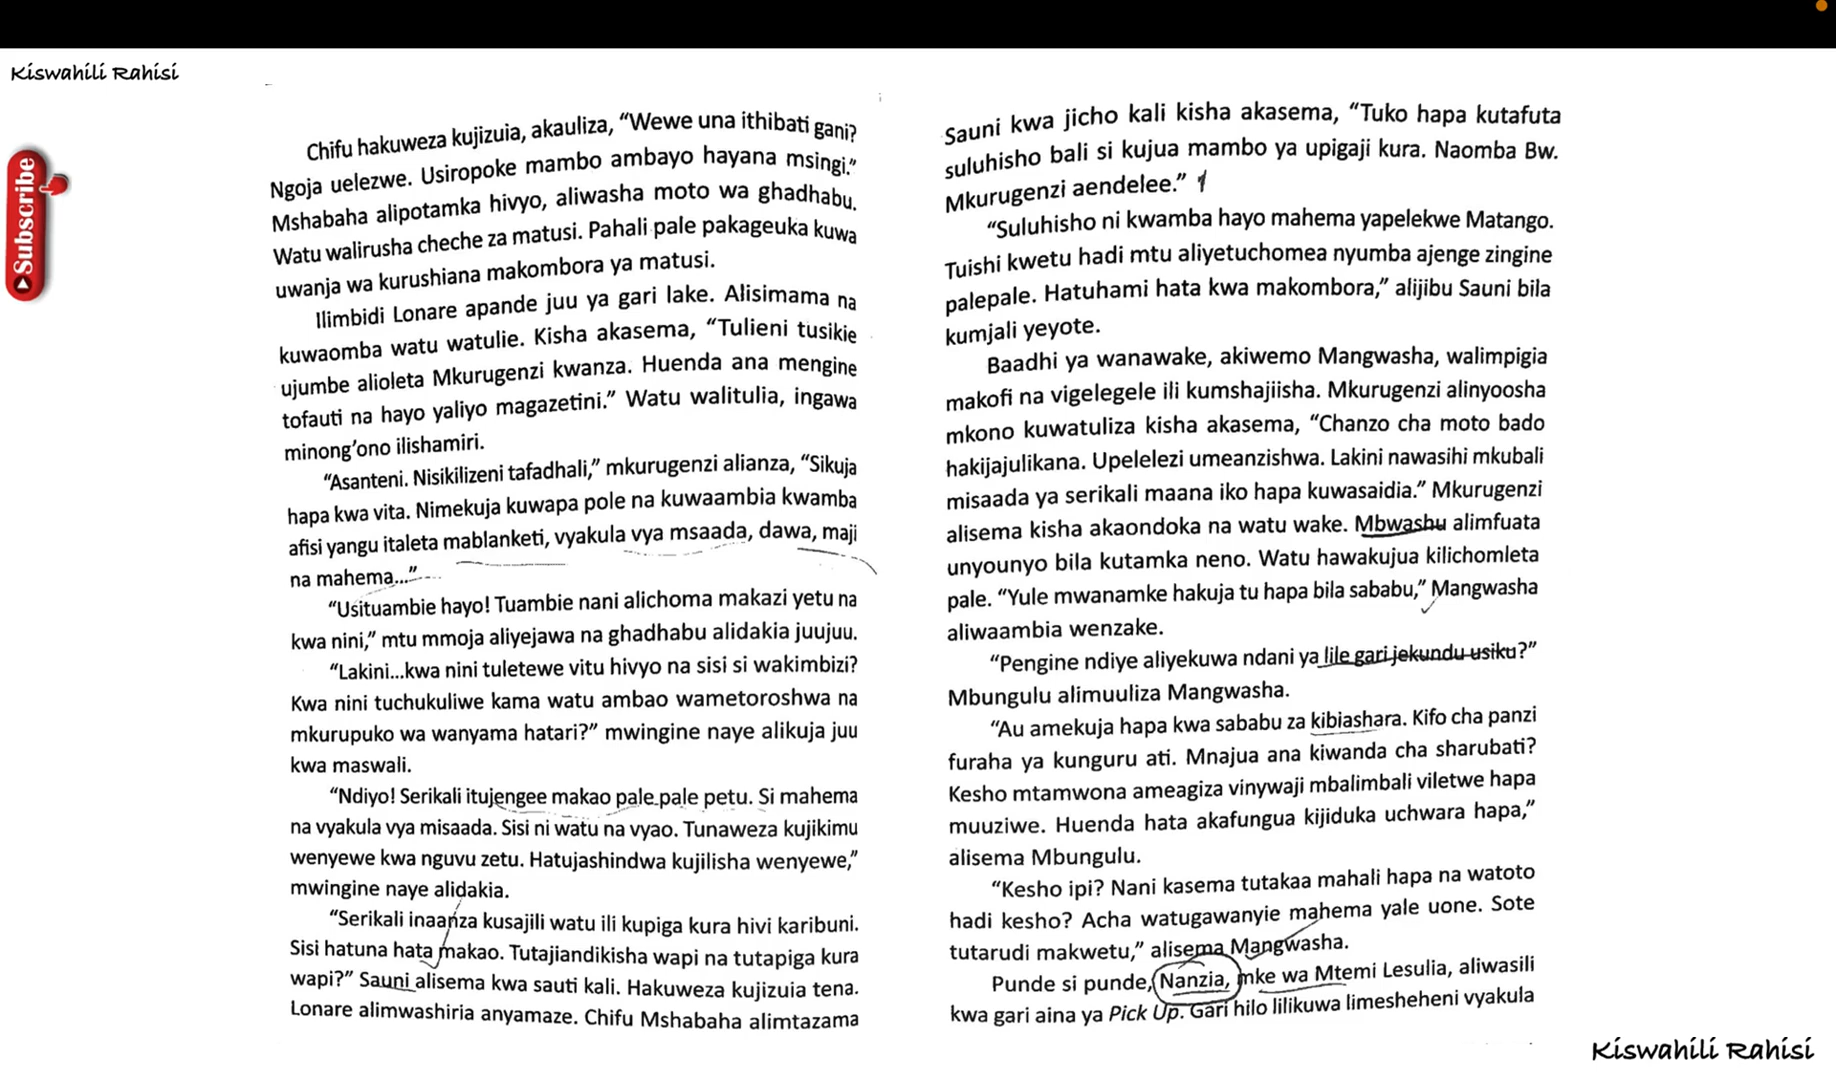 Kiswahili Rahisi
Subscribe
Chifu hakuweza kujizuia, akauliza, “Wewe una ithibati gani?
Ngoja uelezwe. Usiropoke mambo ambayo hayana msingi.”
Mshabaha alipotamka hivyo, aliwasha moto wa ghadhabu.
Watu walirusha cheche za matusi. Pahali pale pakageuka kuwa
uwanja wa kurushiana makombora ya matusi.
Ilimbidi Lonare apande juu ya gari lake. Alisimama na
kuwaomba watu watulie. Kisha akasema, “Tulieni tusikie
ujumbe alioleta Mkurugenzi kwanza. Huenda ana mengine
tofauti na hayo yaliyo magazetini.” Watu walitulia, ingawa
minong’ono ilishamiri.
“Asanteni. Nisikilizeni tafadhali,” mkurugenzi alianza, “Sikuja
hapa kwa vita. Nimekuja kuwapa pole na kuwaambia kwamba
afisi yangu italeta mablanketi, vyakula vya msaada, dawa, maji
na mahema...”
“Usituambie hayo! Tuambie nani alichoma makazi yetu na
kwa nini,” mtu mmoja aliyejawa na ghadhabu alidakia juujuu.
“Lakini...kwa nini tuletewe vitu hivyo na sisi si wakimbizi?
Kwa nini tuchukuliwe kama watu ambao wametoroshwa na
mkurupuko wa wanyama hatari?” mwingine naye alikuja juu
kwa maswali.
“Ndiyo! Serikali itujengee makao pale pale petu. Si mahema
na vyakula vya misaada. Sisi ni watu na vyao. Tunaweza kujikimu
wenyewe kwa nguvu zetu. Hatujashindwa kujilisha wenyewe,”
mwingine naye alidakia.
“Serikali inaanza kusajili watu ili kupiga kura hivi karibuni.
Sisi hatuna hata makao. Tutajiandikisha wapi na tutapiga kura
wapi?” Sauni alisema kwa sauti kali. Hakuweza kujizuia tena.
Lonare alimwashiria anyamaze. Chifu Mshabaha alimtazama
Sauni kwa jicho kali kisha akasema, “Tuko hapa kutafuta
suluhisho bali si kujua mambo ya upigaji kura. Naomba Bw.
Mkurugenzi aendelee.”
“Suluhisho ni kwamba hayo mahema yapelekwe Matango.
Tuishi kwetu hadi mtu aliyetuchomea nyumba ajenge zingine
palepale. Hatuhami hata kwa makombora,” alijibu Sauni bila
kumjali yeyote.
Baadhi ya wanawake, akiwemo Mangwasha, walimpigia
makofi na vigelegele ili kumshajiisha. Mkurugenzi alinyoosha
mkono kuwatuliza kisha akasema, “Chanzo cha moto bado
hakijajulikana. Upelelezi umeanzishwa. Lakini nawasihi mkubali
misaada ya serikali maana iko hapa kuwasaidia.” Mkurugenzi
alisema kisha akaondoka na watu wake. Mbwashu alimfuata
unyounyo bila kutamka neno. Watu hawakujua kilichomleta
pale. “Yule mwanamke hakuja tu hapa bila sababu,” Mangwasha
aliwaambia wenzake.
“Pengine ndiye aliyekuwa ndani ya lile gari jekundu usiku?”
Mbungulu alimuuliza Mangwasha.
“Au amekuja hapa kwa sababu za kibiashara. Kifo cha panzi
furaha ya kunguru ati. Mnajua ana kiwanda cha sharubati?
Kesho mtamwona ameagiza vinywaji mbalimbali viletwe hapa
muuziwe. Huenda hata akafungua kijiduka uchwara hapa,”
alisema Mbungulu.
“Kesho ipi? Nani kasema tutakaa mahali hapa na watoto
hadi kesho? Acha watugawanyie mahema yale uone. Sote
tutarudi makwetu,” alisema Mangwasha.
Punde si punde, Nanzia, mke wa Mtemi Lesulia, aliwasili
kwa gari aina ya Pick Up. Gari hilo lilikuwa limesheheni vyakula
Kiswahili Rahisi